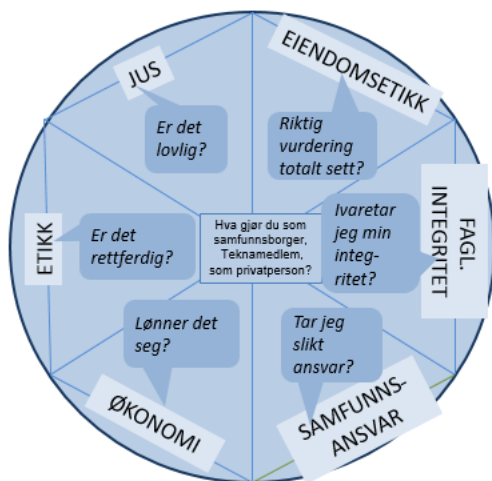 JUS
Er det
lovlig?
EIENDOMSETIKK
Riktig
vurdering
totalt sett?
ETIKK
Er det
rettferdig?
Hva gjør du som
samfunnsborger,
Teknamedlem,
som privatperson?
Ivaretar
jeg min
integ-
ritet?
FAGL.
INTEGRITET
Lønner det
seg?
ØKONOMI
Tar jeg
slikt
ansvar?
SAMFUNNS-
ANSVAR